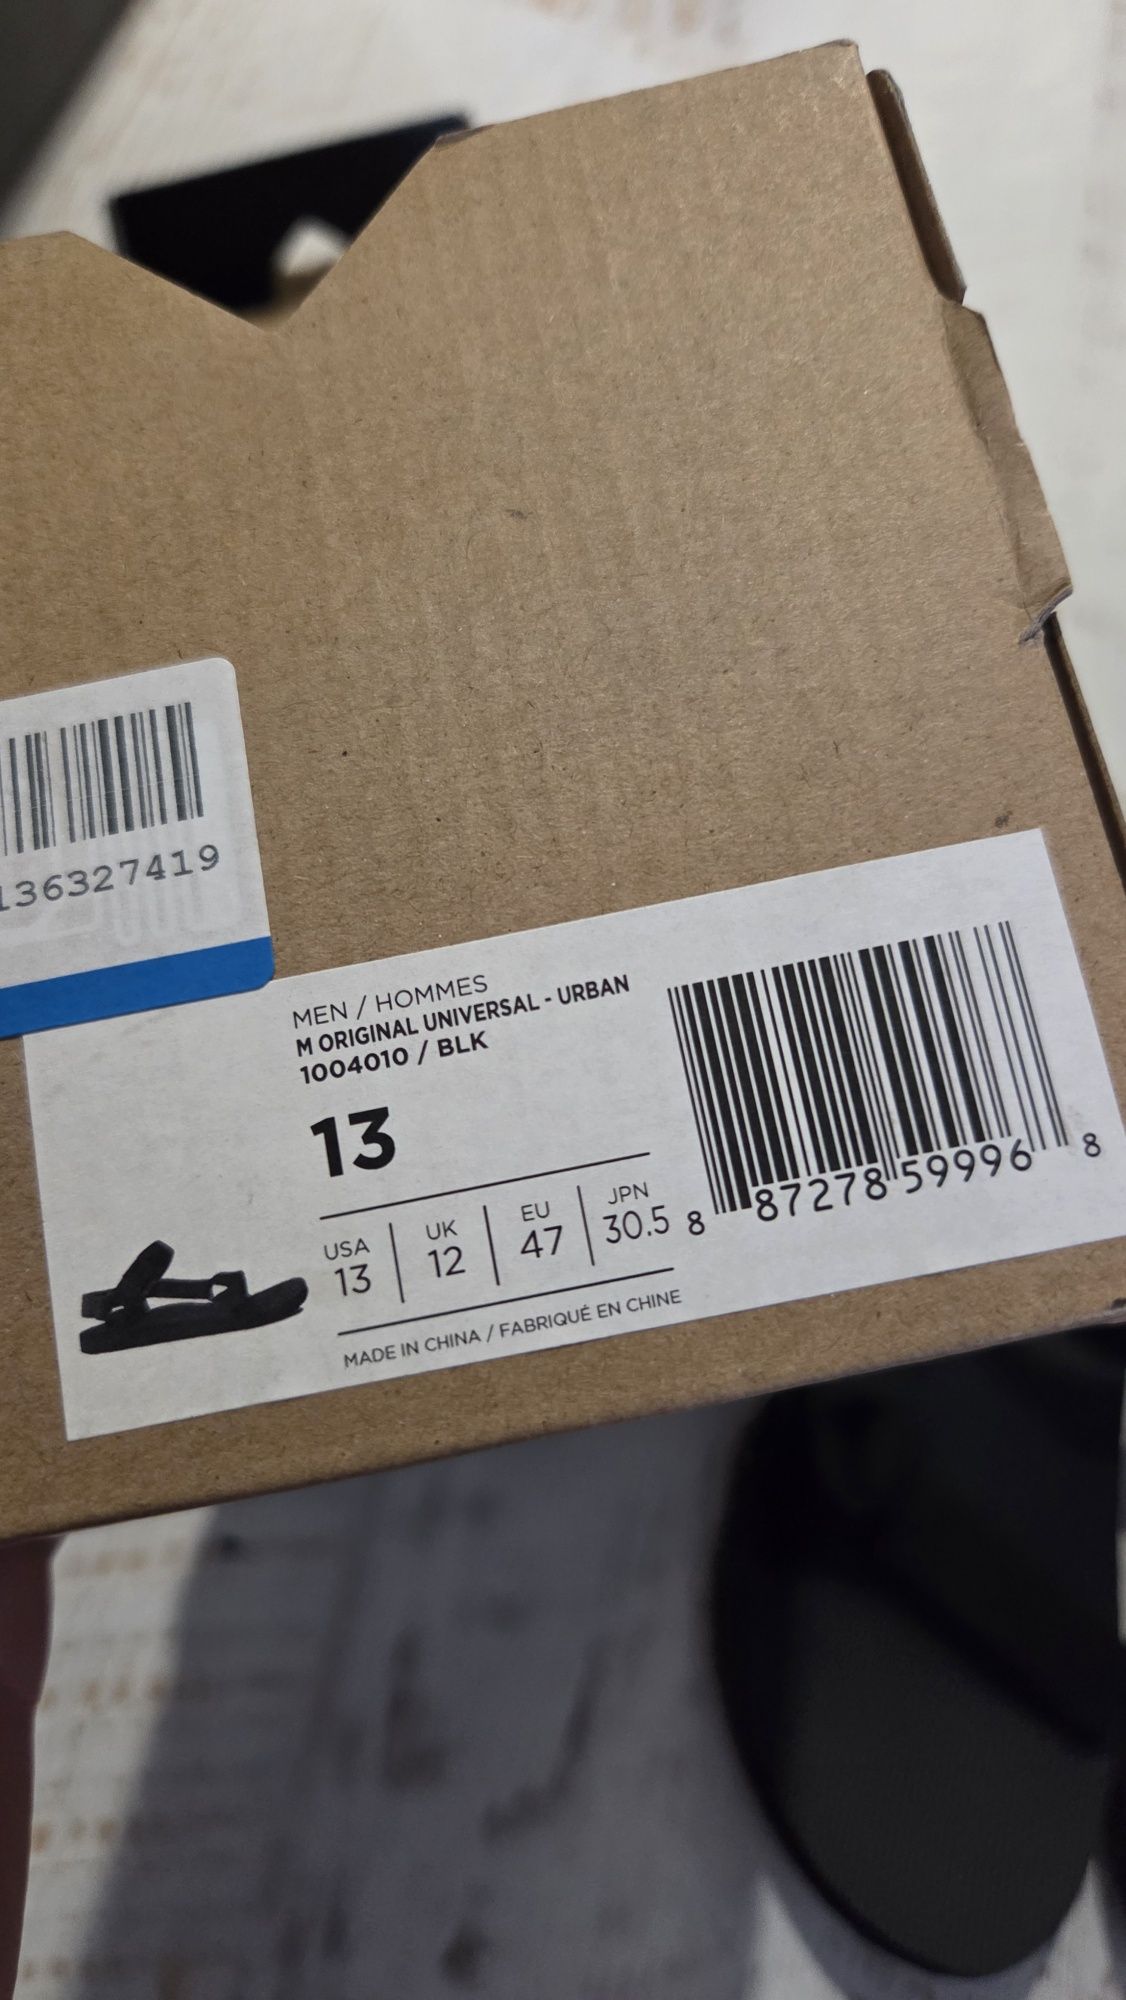 136327419
MEN / HOMMES
M ORIGINAL UNIVERSAL - URBAN
1004010 / BLK
13
USA UK EU JPN
13 12 47 30.5
MADE IN CHINA / FABRIQUÉ EN CHINE
8 87278 59996 8